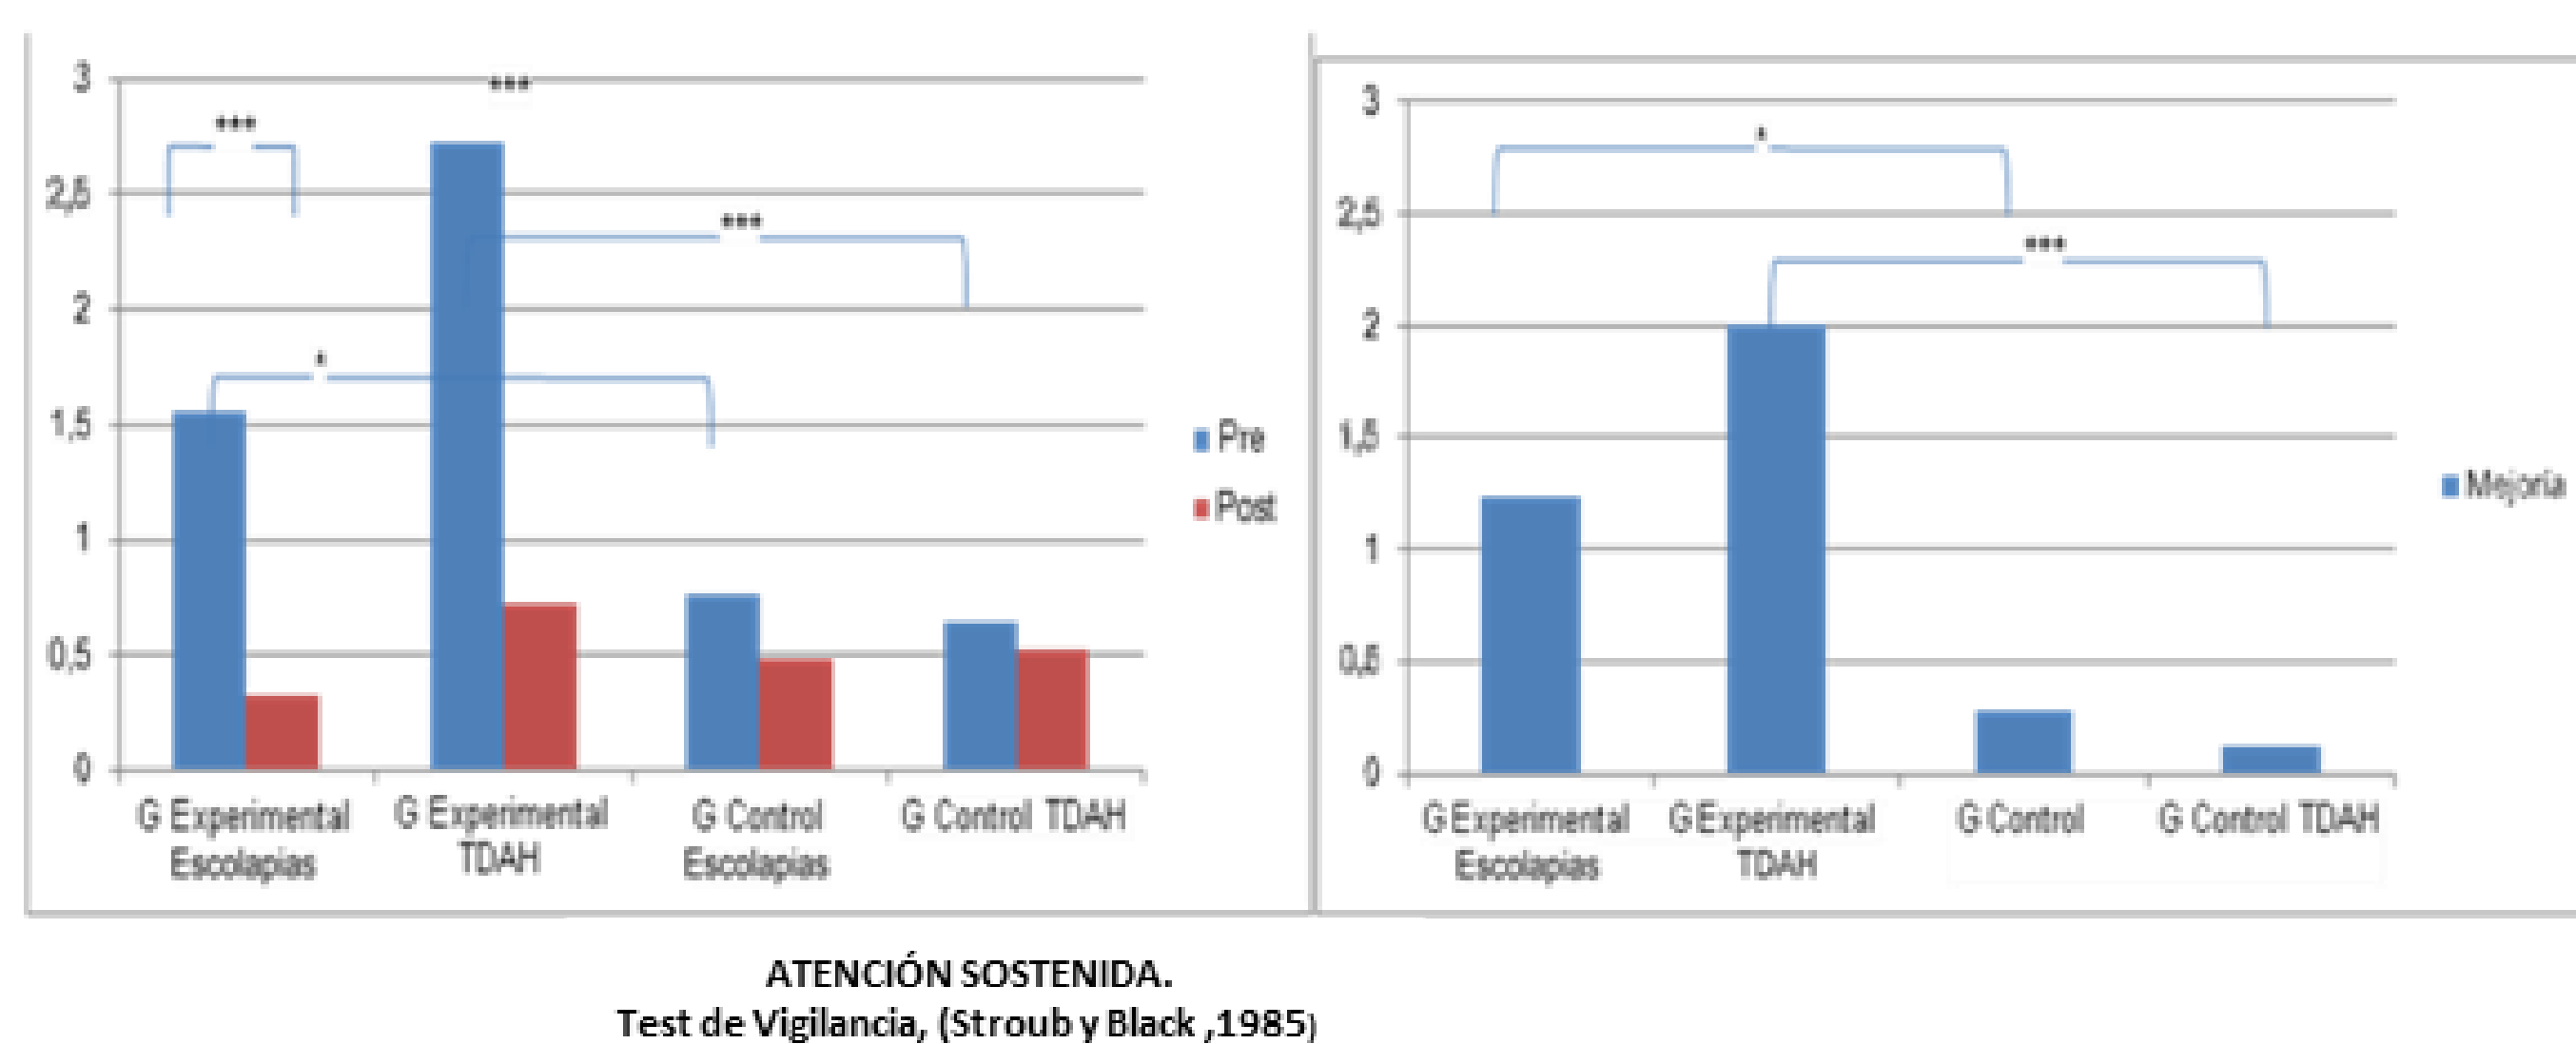 3
2,5
2
1,5
1
0,5
0
***
***
***
*
G Experimental
Escolapias
G Experimental
TDAH
G Control
Escolapias
G Control TDAH
Pre
Post
3
2,5
2
1,5
1
0,5
0
*
***
G Experimental
Escolapias
G Experimental
TDAH
G Control
G Control TDAH
Mejoría
ATENCIÓN SOSTENIDA.
Test de Vigilancia, (Stroub y Black ,1985)